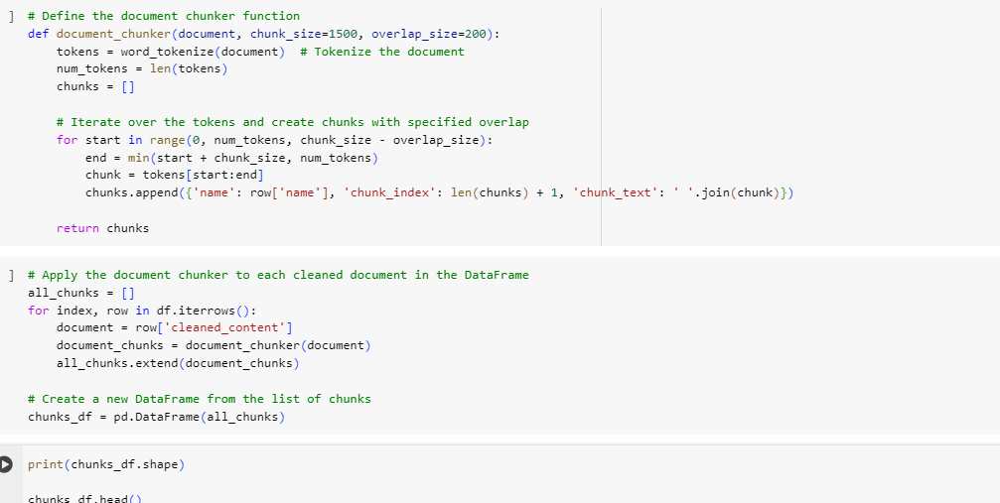 ] # Define the document chunker function
def document_chunker(document, chunk_size=1500, overlap_size=200):
    tokens = word_tokenize(document)  # Tokenize the document
    num_tokens = len(tokens)
    chunks = []
    # Iterate over the tokens and create chunks with specified overlap
    for start in range(0, num_tokens, chunk_size - overlap_size):
        end = min(start + chunk_size, num_tokens)
        chunk = tokens[start:end]
        chunks.append({'name': row['name'], 'chunk_index': len(chunks) + 1, 'chunk_text': ' '.join(chunk)})
    return chunks
] # Apply the document chunker to each cleaned document in the DataFrame
all_chunks = []
for index, row in df.iterrows():
    document = row['cleaned_content']
    document_chunks = document_chunker(document)
    all_chunks.extend(document_chunks)
# Create a new DataFrame from the list of chunks
chunks_df = pd.DataFrame(all_chunks)
print(chunks_df.shape)
chunks_df.head()